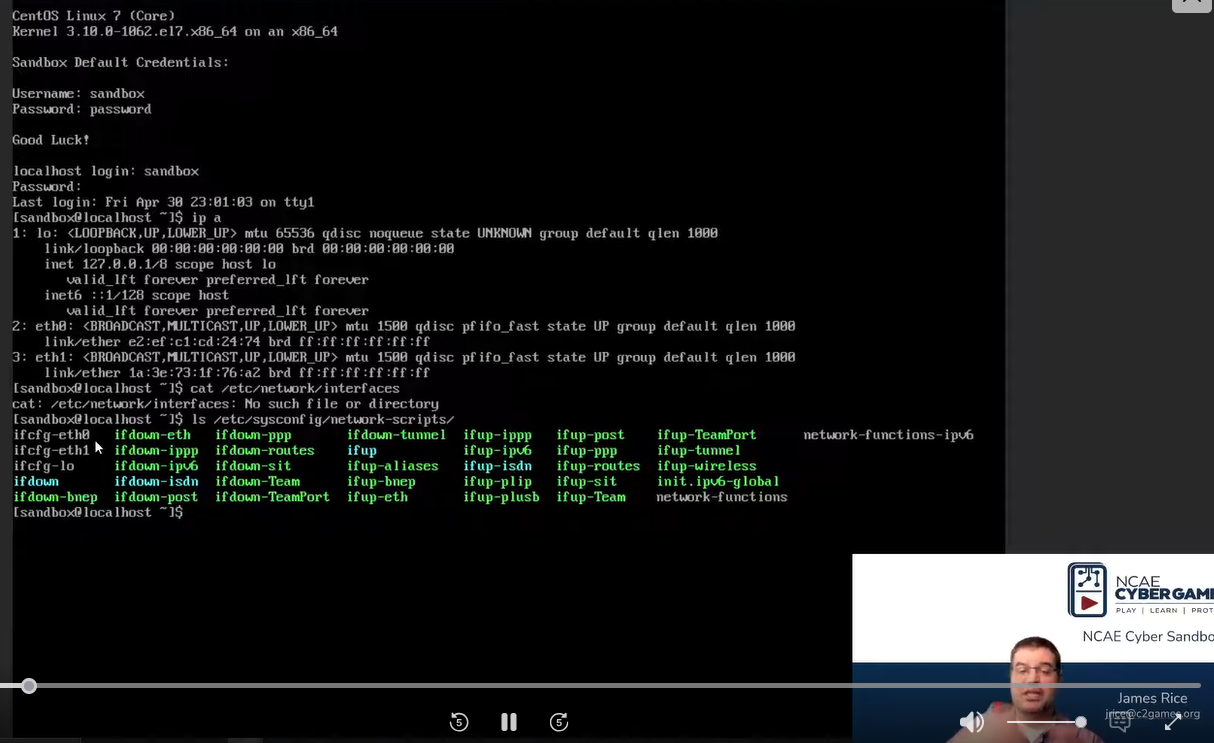 CentOS Linux 7 (Core)
Kernel 3.10.0-1062.el7.x86_64 on an x86_64
Sandbox Default Credentials:
Username: sandbox
Password: password
Good Luck!
localhost login: sandbox
Password:
Last login: Fri Apr 30 23:01:03 on tty1
[sandbox@localhost ~]$ ip a
1: lo: <LOOPBACK,UP,LOWER_UP> mtu 65536 qdisc noqueue state UNKNOWN group default qlen 1000
    link/loopback 00:00:00:00:00:00 brd 00:00:00:00:00:00
    inet 127.0.0.1/8 scope host lo
       valid_lft forever preferred_lft forever
    inet6 ::1/128 scope host
       valid_lft forever preferred_lft forever
2: eth0: <BROADCAST,MULTICAST,UP,LOWER_UP> mtu 1500 qdisc pfifo_fast state UP group default qlen 1000
    link/ether e2:ef:c1:cd:24:74 brd ff:ff:ff:ff:ff:ff
3: eth1: <BROADCAST,MULTICAST,UP,LOWER_UP> mtu 1500 qdisc pfifo_fast state UP group default qlen 1000
    link/ether 1a:3e:73:1f:76:a2 brd ff:ff:ff:ff:ff:ff
[sandbox@localhost ~]$ cat /etc/network/interfaces
cat: /etc/network/interfaces: No such file or directory
[sandbox@localhost ~]$ ls /etc/sysconfig/network-scripts/
ifcfg-eth0 ifdown-eth ifdown-ppp ifdown-tunnel ifup-ippp ifup-post ifup-TeamPort network-functions-ipv6
ifcfg-eth1 ifdown-ippp ifdown-routes ifup ifup-ipv6 ifup-ppp ifup-tunnel
ifcfg-lo ifdown-ipv6 ifdown-sit ifup-aliases ifup-isdn ifup-routes ifup-wireless
ifdown ifdown-isdn ifdown-Team ifup-bnep ifup-plip ifup-sit init.ipv6-global
ifdown-bnep ifdown-post ifdown-TeamPort ifup-eth ifup-plusb ifup-Team network-functions
[sandbox@localhost ~]$
NCAE
CYBERGAME
PLAY | LEARN | PROT
NCAE Cyber Sandbo
James Rice
jrice@c2games.org
5 5